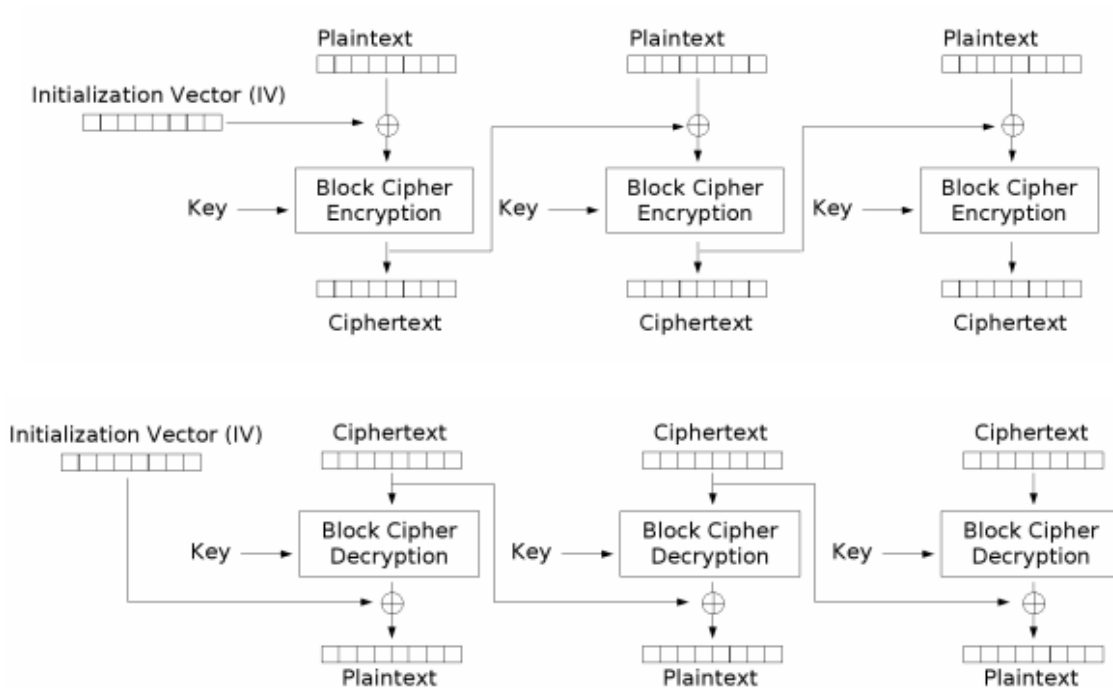 Plaintext Plaintext Plaintext
Initialization Vector (IV)
Key Block Cipher Encryption Key Block Cipher Encryption Key Block Cipher Encryption
Ciphertext Ciphertext Ciphertext
Initialization Vector (IV) Ciphertext Ciphertext Ciphertext
Key Block Cipher Decryption Key Block Cipher Decryption Key Block Cipher Decryption
Plaintext Plaintext Plaintext